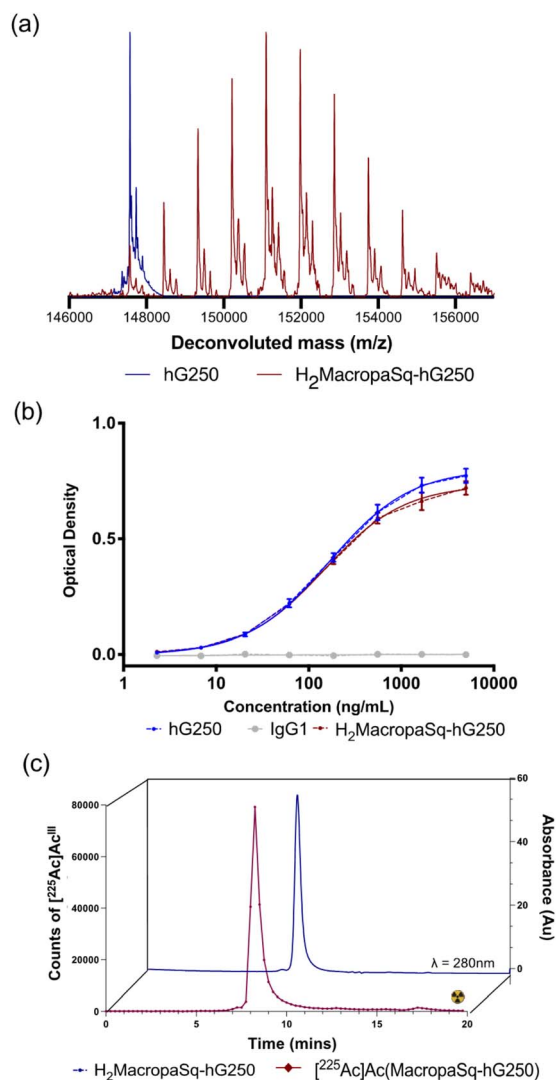 (a)
146000 148000 150000 152000 154000 156000
Deconvoluted mass (m/z)
hG250 H₂MacropaSq-hG250
(b)
1.0
0.5
0.0
Optical Density
1 10 100 1000 10000
Concentration (ng/mL)
hG250 IgG1 H₂MacropaSq-hG250
(c)
80000
60000
40000
20000
0
Counts of [²²⁵Ac]Acᴵᴵᴵ
60
40
20
0
Absorbance (Au)
λ = 280nm
0 5 10 15 20
Time (mins)
H₂MacropaSq-hG250 [²²⁵Ac]Ac(MacropaSq-hG250)